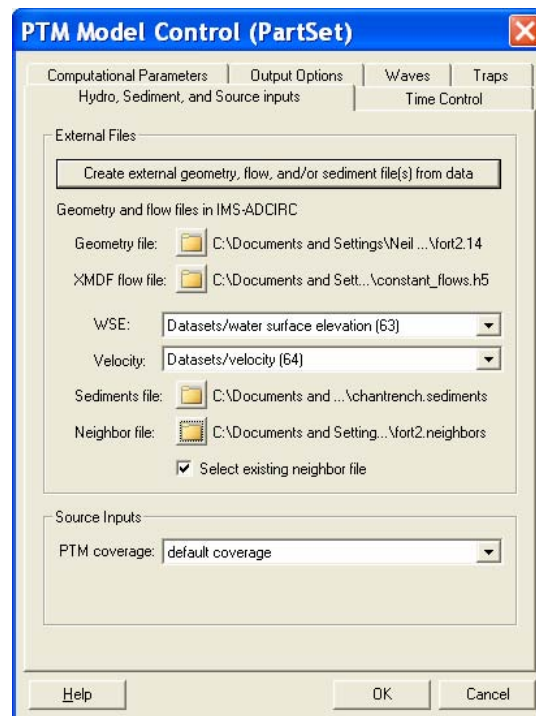 PTM Model Control (PartSet)
Computational Parameters Output Options Waves Traps
Hydro, Sediment, and Source inputs Time Control
External Files
Create external geometry, flow, and/or sediment file(s) from data
Geometry and flow files in IMS-ADCIRC
Geometry file: C:\Documents and Settings\Neil ...\fort2.14
XMDF flow file: C:\Documents and Sett...\constant_flows.h5
WSE: Datasets/water surface elevation (63)
Velocity: Datasets/velocity (64)
Sediments file: C:\Documents and ...\chantrench.sediments
Neighbor file: C:\Documents and Setting...\fort2.neighbors
Select existing neighbor file
Source Inputs
PTM coverage: default coverage
Help OK Cancel